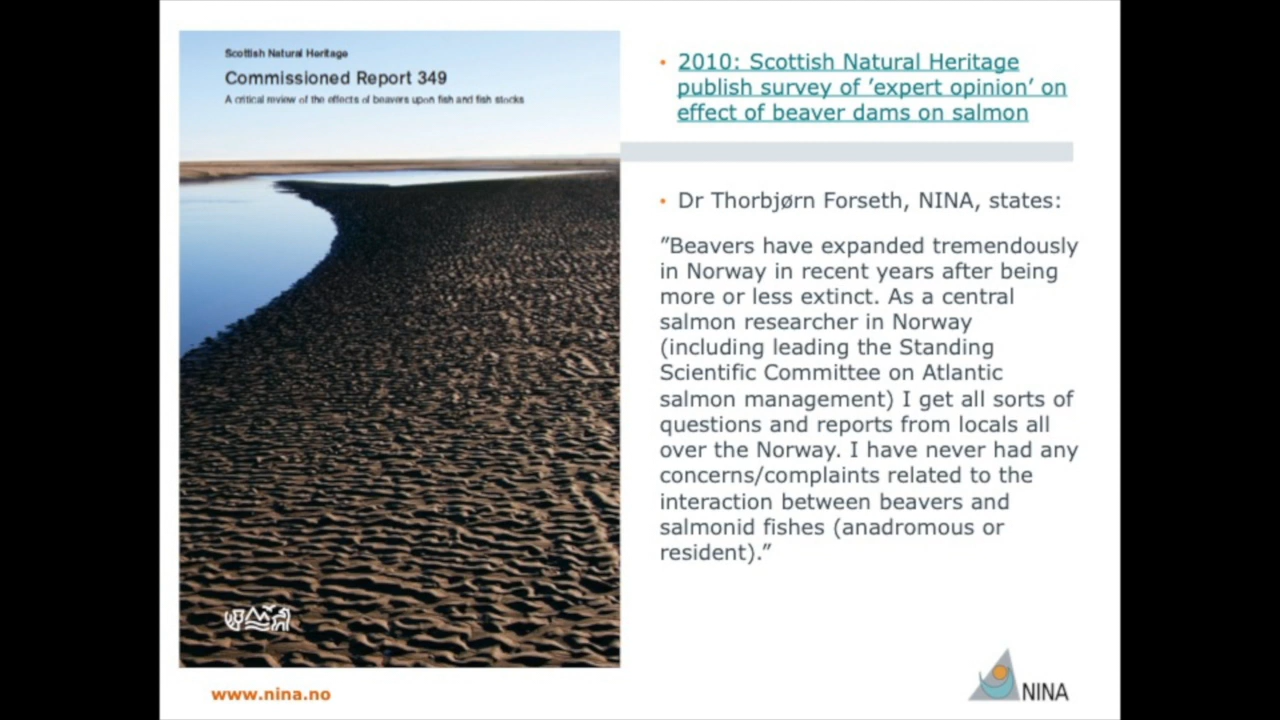 Scottish Natural Heritage
Commissioned Report 349
A critical review of the effects of beavers upon fish and fish stocks
• 2010: Scottish Natural Heritage
publish survey of ’expert opinion’ on
effect of beaver dams on salmon
• Dr Thorbjørn Forseth, NINA, states:
”Beavers have expanded tremendously
in Norway in recent years after being
more or less extinct. As a central
salmon researcher in Norway
(including leading the Standing
Scientific Committee on Atlantic
salmon management) I get all sorts of
questions and reports from locals all
over the Norway. I have never had any
concerns/complaints related to the
interaction between beavers and
salmonid fishes (anadromous or
resident).”
www.nina.no
NINA